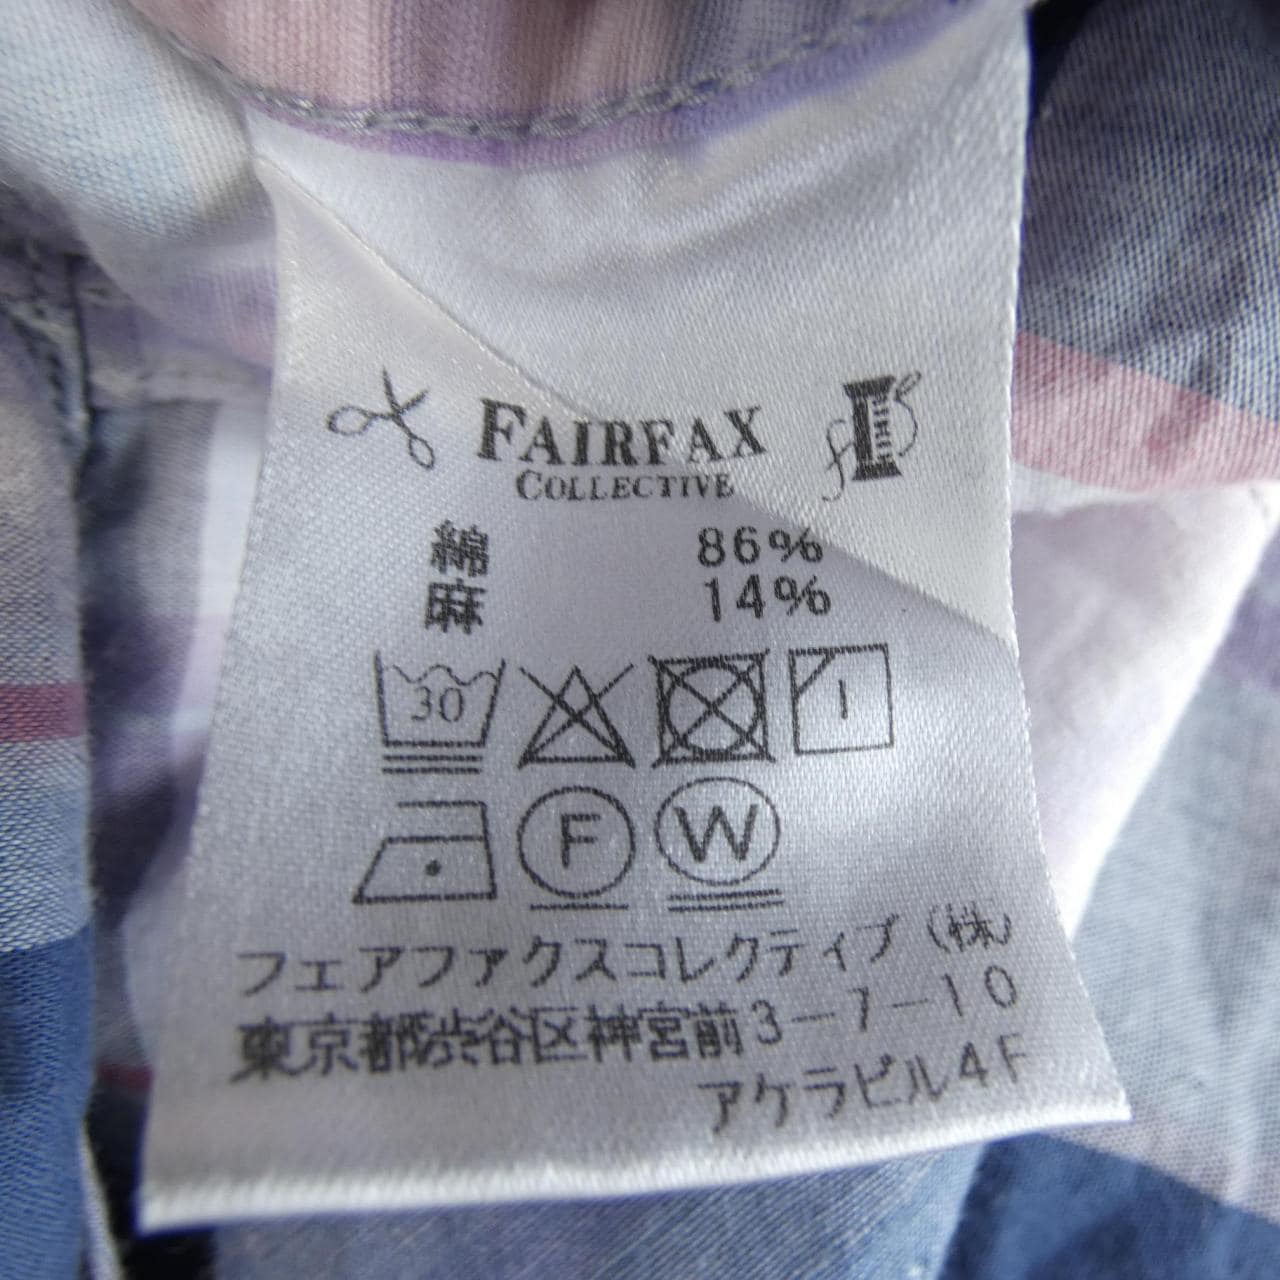 FAIRFAX
COLLECTIVE
綿 86%
麻 14%
30
F W
フェアファクスコレクティブ(株)
東京都渋谷区神宮前3-7-10
アケラビル4F